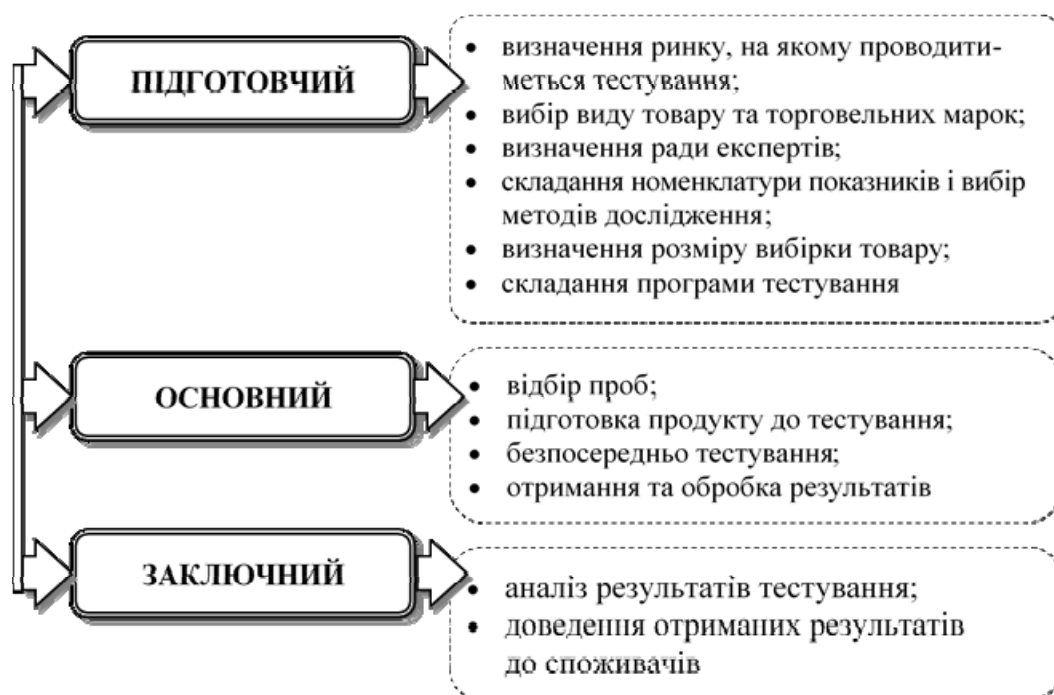 ПІДГОТОВЧИЙ
• визначення ринку, на якому проводити-
меться тестування;
• вибір виду товару та торговельних марок;
• визначення ради експертів;
• складання номенклатури показників і вибір
методів дослідження;
• визначення розміру вибірки товару;
• складання програми тестування
ОСНОВНИЙ
• відбір проб;
• підготовка продукту до тестування;
• безпосередньо тестування;
• отримання та обробка результатів
ЗАКЛЮЧНИЙ
• аналіз результатів тестування;
• доведення отриманих результатів
до споживачів